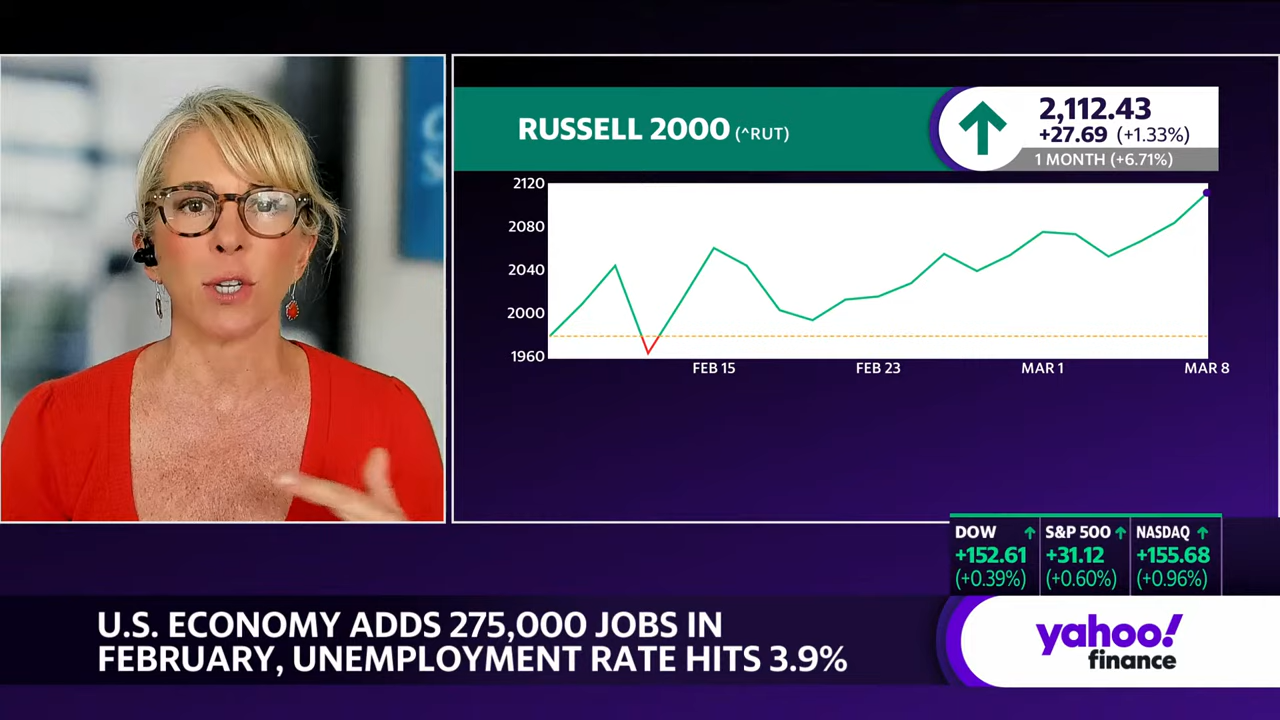 RUSSELL 2000 (^RUT)
2,112.43
+27.69 (+1.33%)
1 MONTH (+6.71%)
2120
2080
2040
2000
1960
FEB 15
FEB 23
MAR 1
MAR 8
DOW
+152.61
(+0.39%)
S&P 500
+31.12
(+0.60%)
NASDAQ
+155.68
(+0.96%)
U.S. ECONOMY ADDS 275,000 JOBS IN
FEBRUARY, UNEMPLOYMENT RATE HITS 3.9%
yahoo!
finance